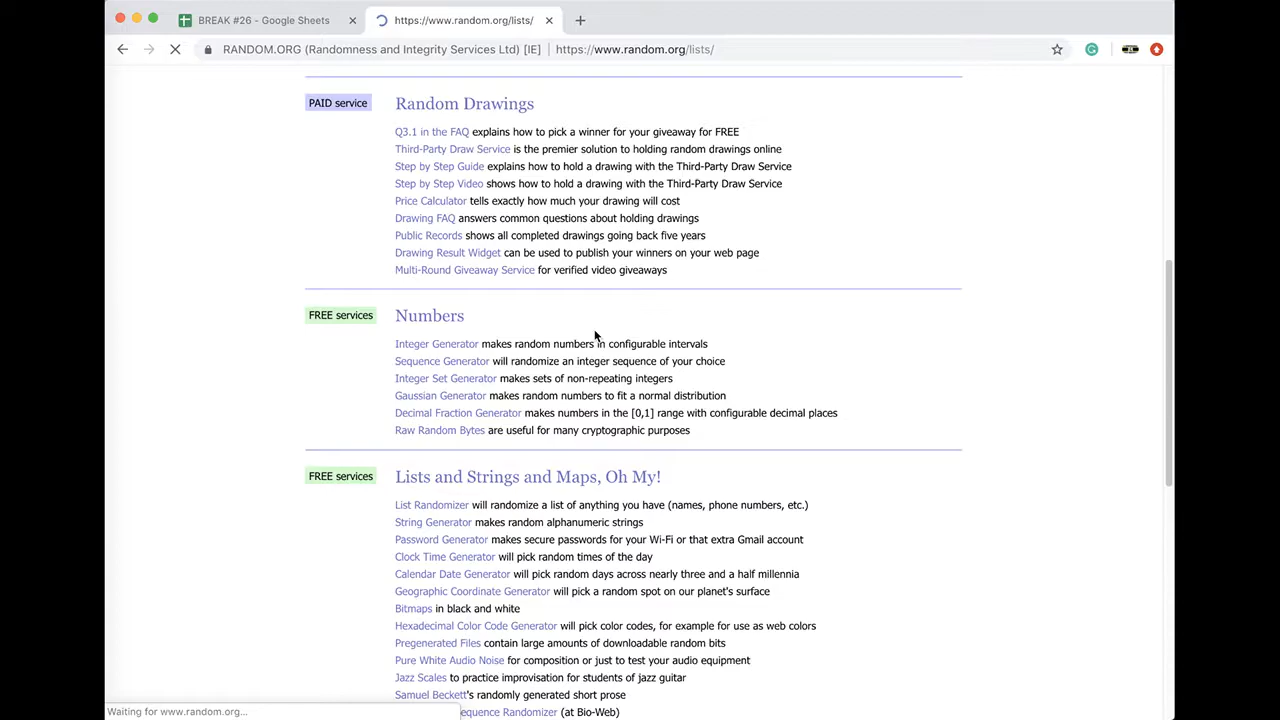 BREAK #26 - Google Sheets
https://www.random.org/lists/
RANDOM.ORG (Randomness and Integrity Services Ltd) [IE] https://www.random.org/lists/
PAID service
Random Drawings
Q3.1 in the FAQ explains how to pick a winner for your giveaway for FREE
Third-Party Draw Service is the premier solution to holding random drawings online
Step by Step Guide explains how to hold a drawing with the Third-Party Draw Service
Step by Step Video shows how to hold a drawing with the Third-Party Draw Service
Price Calculator tells exactly how much your drawing will cost
Drawing FAQ answers common questions about holding drawings
Public Records shows all completed drawings going back five years
Drawing Result Widget can be used to publish your winners on your web page
Multi-Round Giveaway Service for verified video giveaways
FREE services
Numbers
Integer Generator makes random numbers in configurable intervals
Sequence Generator will randomize an integer sequence of your choice
Integer Set Generator makes sets of non-repeating integers
Gaussian Generator makes random numbers to fit a normal distribution
Decimal Fraction Generator makes numbers in the [0,1] range with configurable decimal places
Raw Random Bytes are useful for many cryptographic purposes
FREE services
Lists and Strings and Maps, Oh My!
List Randomizer will randomize a list of anything you have (names, phone numbers, etc.)
String Generator makes random alphanumeric strings
Password Generator makes secure passwords for your Wi-Fi or that extra Gmail account
Clock Time Generator will pick random times of the day
Calendar Date Generator will pick random days across nearly three and a half millennia
Geographic Coordinate Generator will pick a random spot on our planet's surface
Bitmaps in black and white
Hexadecimal Color Code Generator will pick color codes, for example for use as web colors
Pregenerated Files contain large amounts of downloadable random bits
Pure White Audio Noise for composition or just to test your audio equipment
Jazz Scales to practice improvisation for students of jazz guitar
Samuel Beckett's randomly generated short prose
Waiting for www.random.org... equence Randomizer (at Bio-Web)